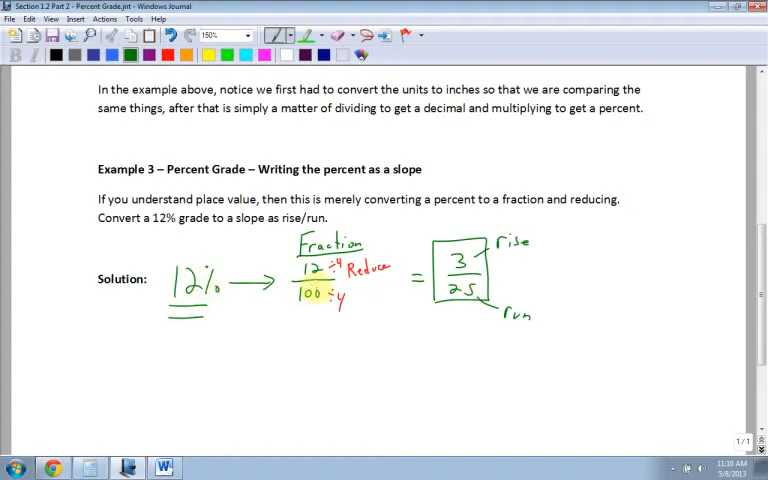 Section 1.2 Part 2 - Percent Grade.jnt - Windows Journal
File Edit View Insert Actions Tools Help
150%
B I
In the example above, notice we first had to convert the units to inches so that we are comparing the
same things, after that is simply a matter of dividing to get a decimal and multiplying to get a percent.
Example 3 – Percent Grade – Writing the percent as a slope
If you understand place value, then this is merely converting a percent to a fraction and reducing.
Convert a 12% grade to a slope as rise/run.
Solution:
12% → Fraction
12 ÷4 Reduce
100 ÷4
= 3
25
rise
run
1 / 1
11:10 AM
5/8/2013